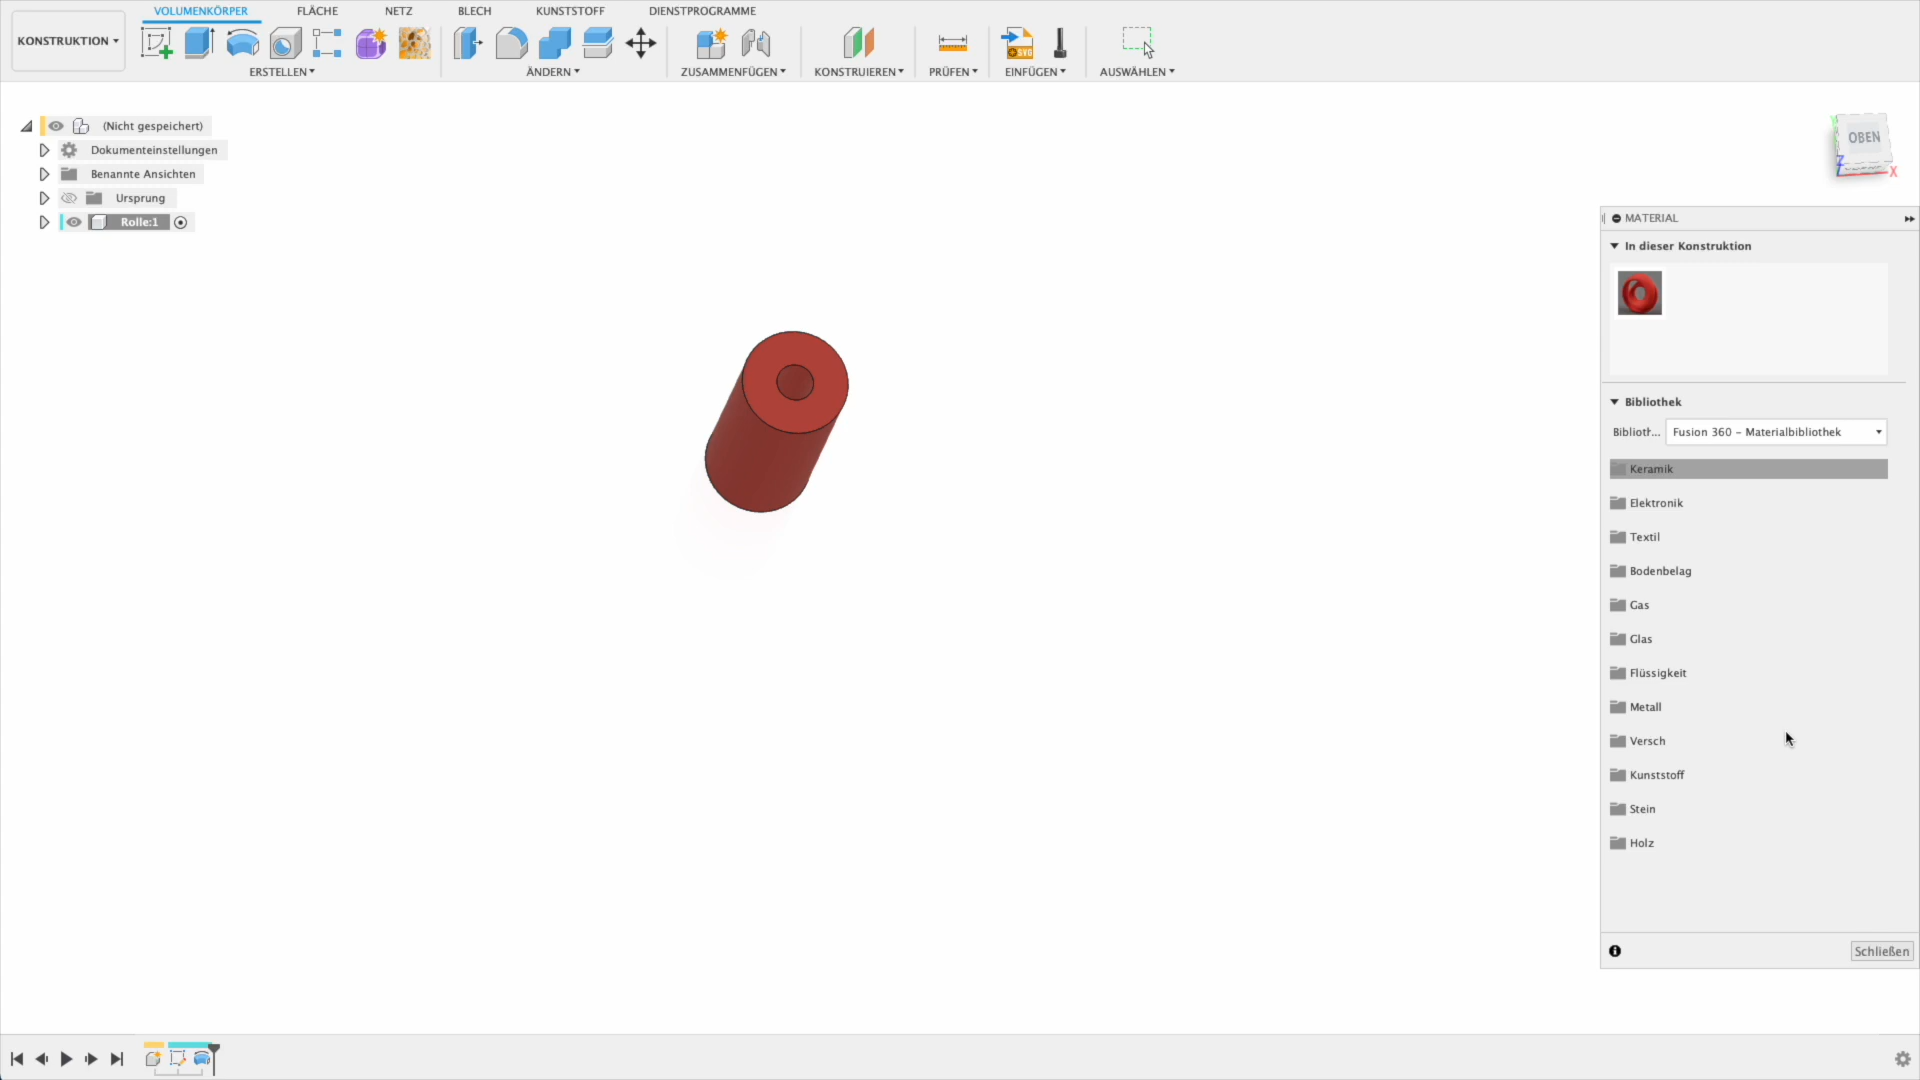 VOLUMENKÖRPER FLÄCHE NETZ BLECH KUNSTSTOFF DIENSTPROGRAMME
KONSTRUKTION
ERSTELLEN ÄNDERN ZUSAMMENFÜGEN KONSTRUIEREN PRÜFEN EINFÜGEN AUSWÄHLEN
SVG
(Nicht gespeichert)
Dokumenteinstellungen
Benannte Ansichten
Ursprung
Rolle:1
OBEN
Y
Z
X
MATERIAL
In dieser Konstruktion
Bibliothek
Biblioth... Fusion 360 – Materialbibliothek
Keramik
Elektronik
Textil
Bodenbelag
Gas
Glas
Flüssigkeit
Metall
Versch
Kunststoff
Stein
Holz
Schließen